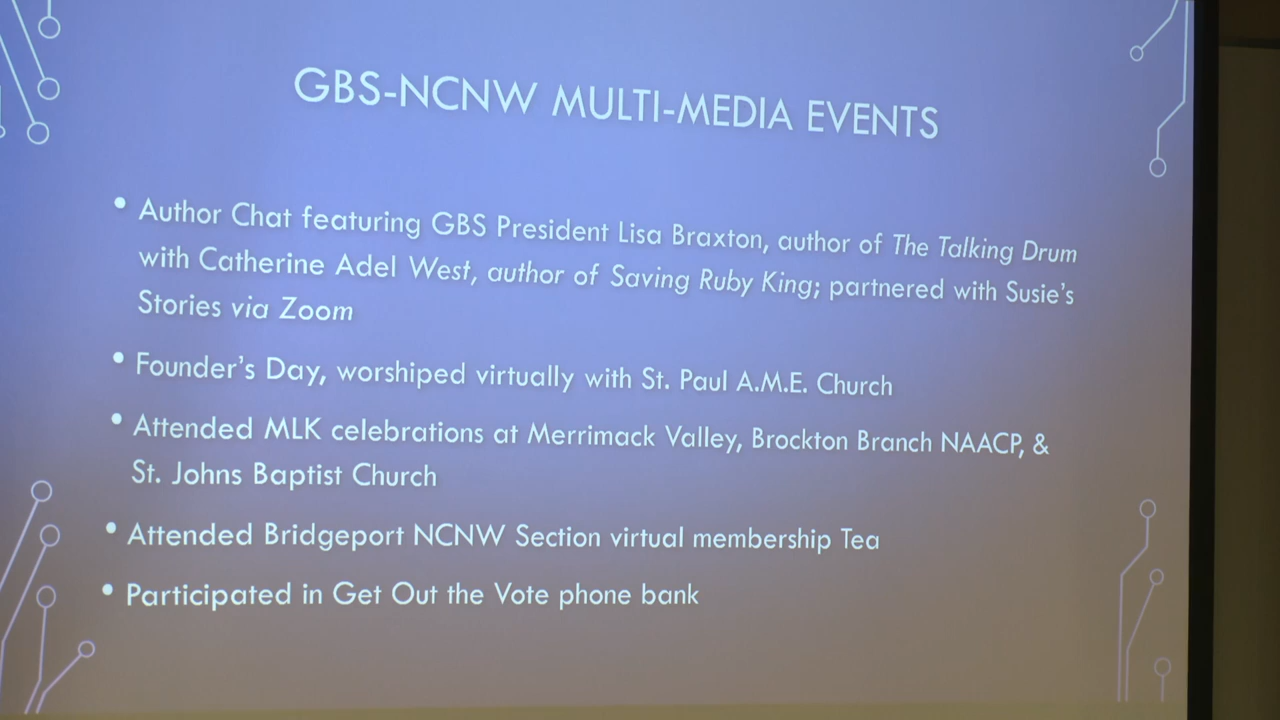 GBS-NCNW MULTI-MEDIA EVENTS
• Author Chat featuring GBS President Lisa Braxton, author of The Talking Drum
with Catherine Adel West, author of Saving Ruby King; partnered with Susie's
Stories via Zoom
• Founder's Day, worshiped virtually with St. Paul A.M.E. Church
• Attended MLK celebrations at Merrimack Valley, Brockton Branch NAACP, &
St. Johns Baptist Church
• Attended Bridgeport NCNW Section virtual membership Tea
• Participated in Get Out the Vote phone bank